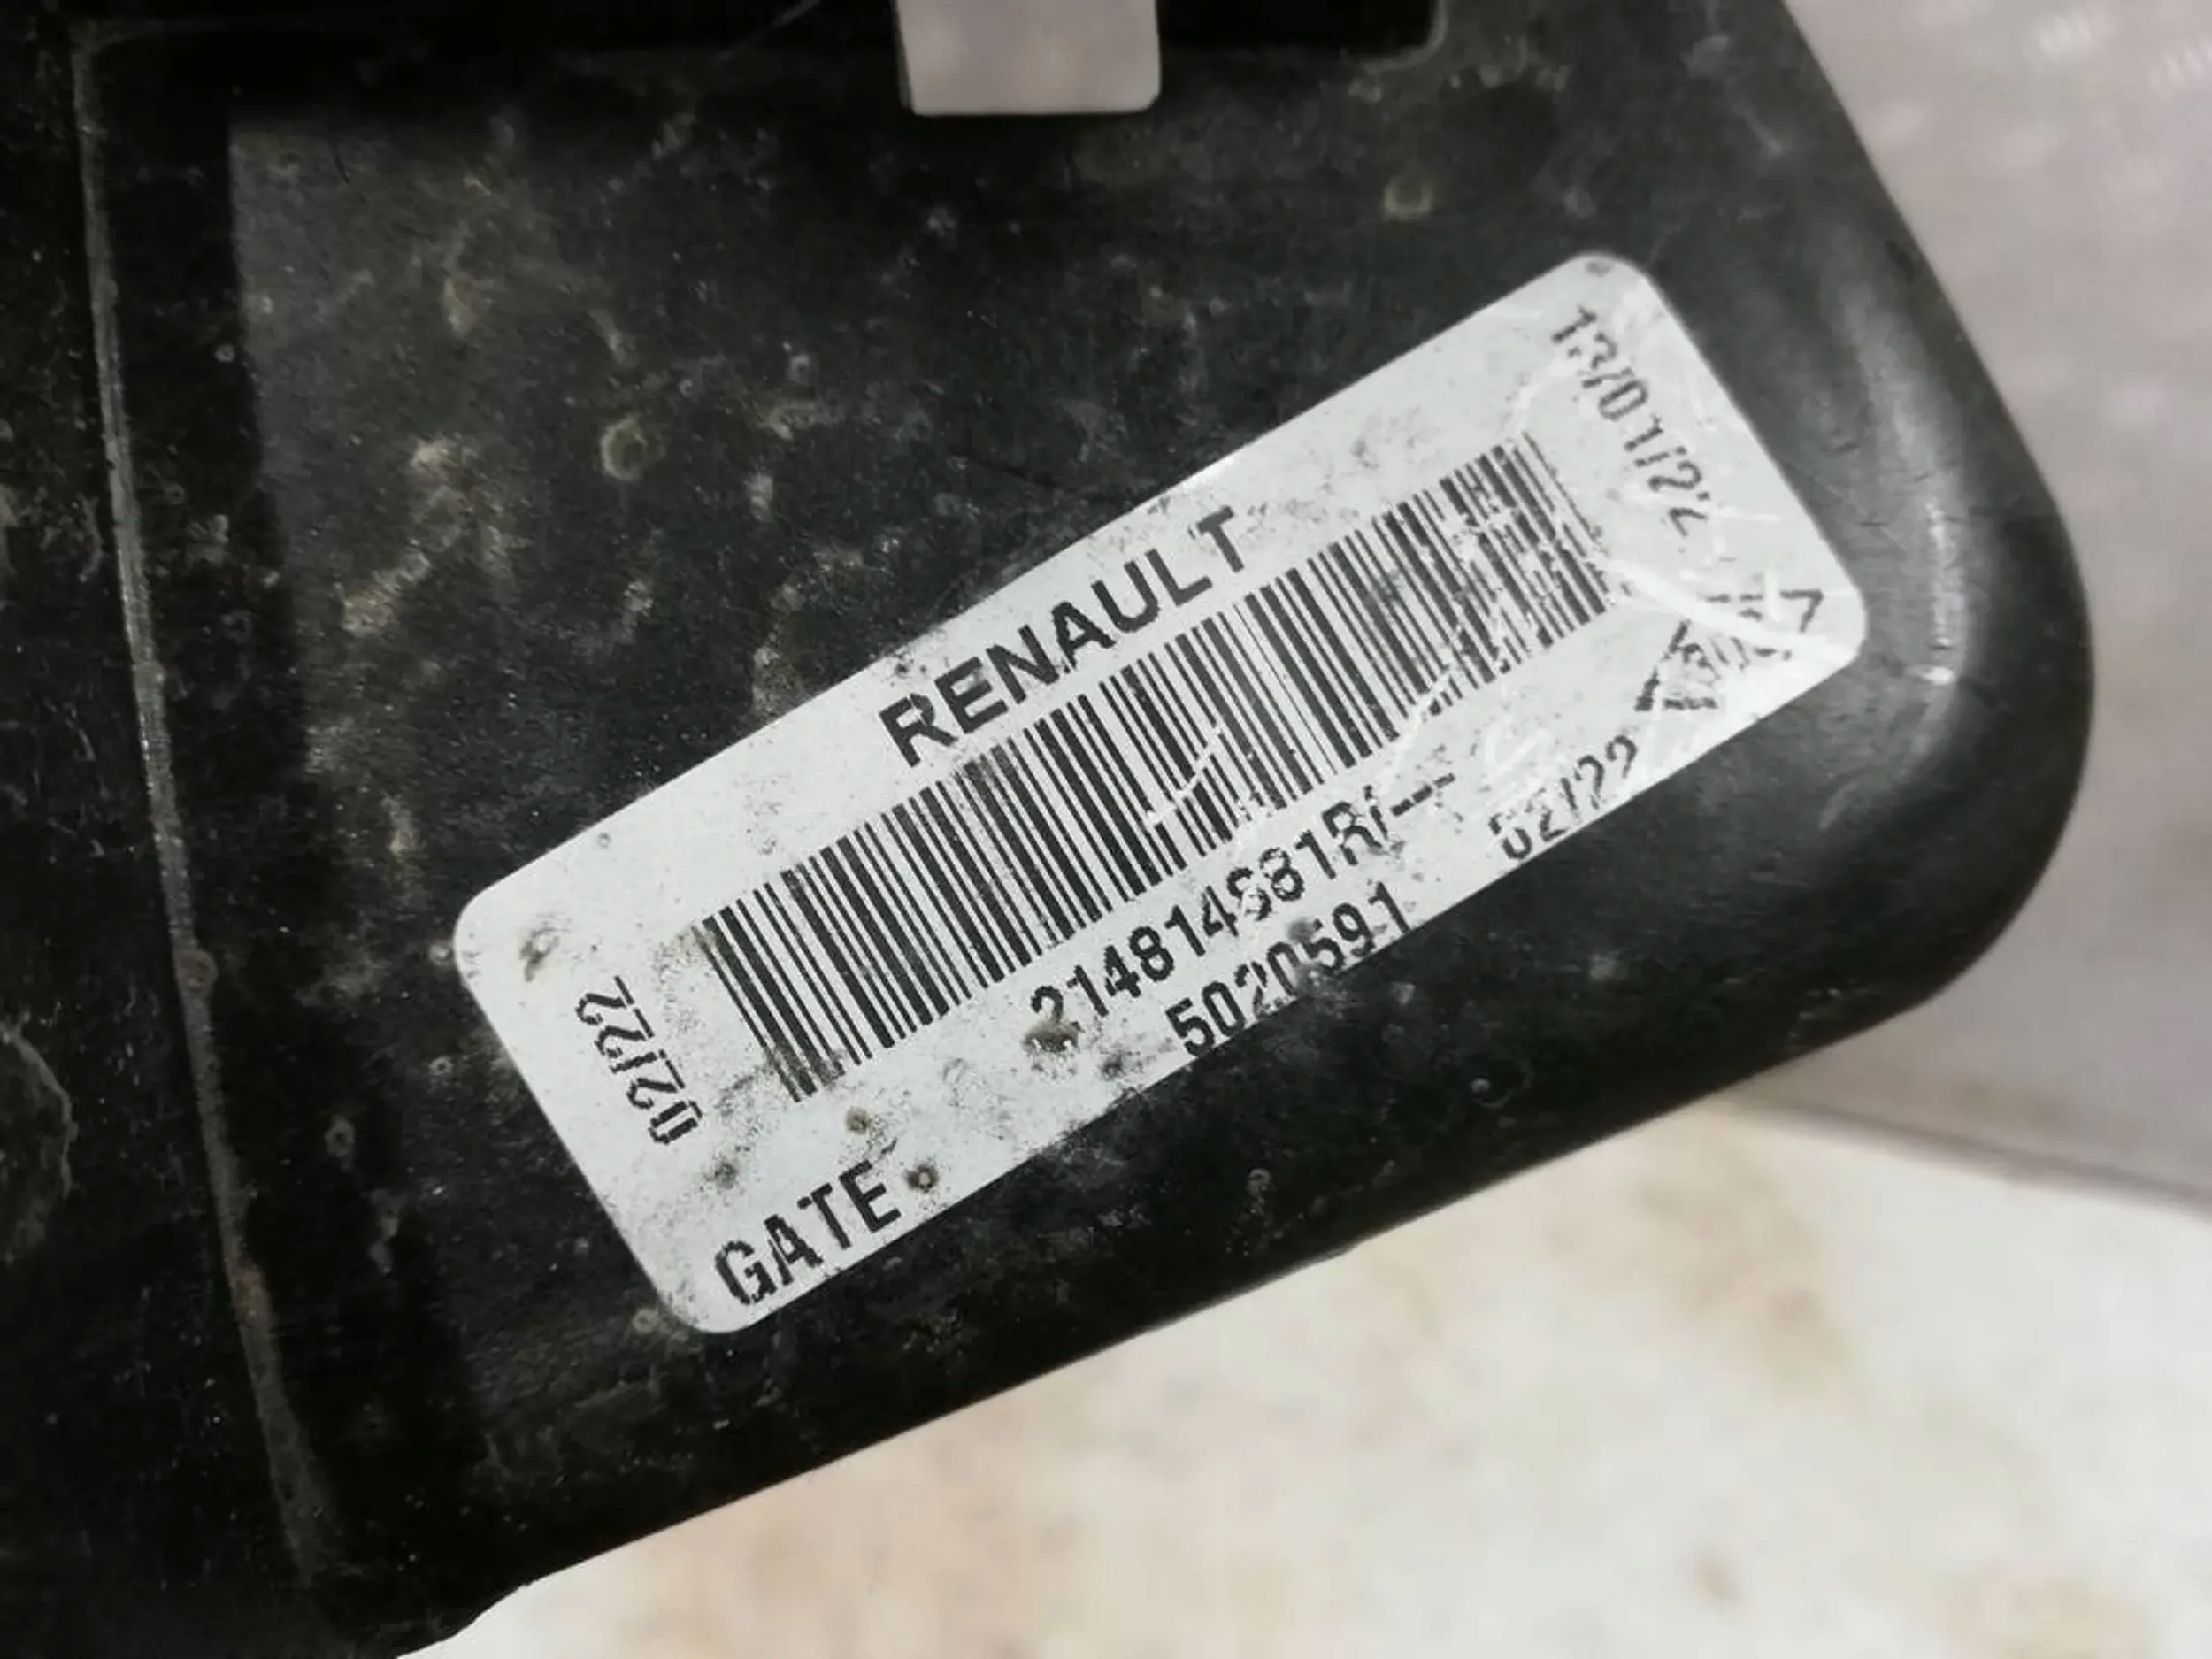 RENAULT
13/01/22
214814881R/---
5020591
02/22
02/22
GATE